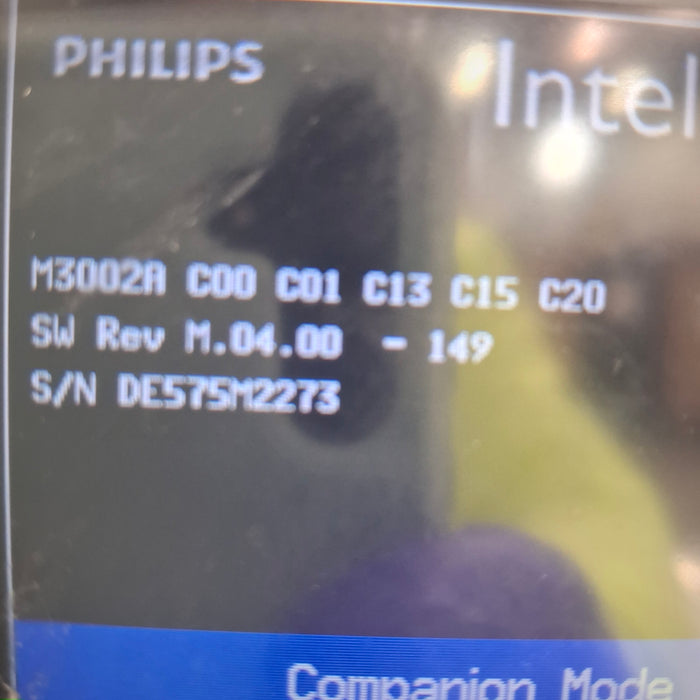 PHILIPS
Intel
M3002A C00 C01 C13 C15 C20
SW Rev M.04.00 - 149
S/N DE575M2273
Companion Mode